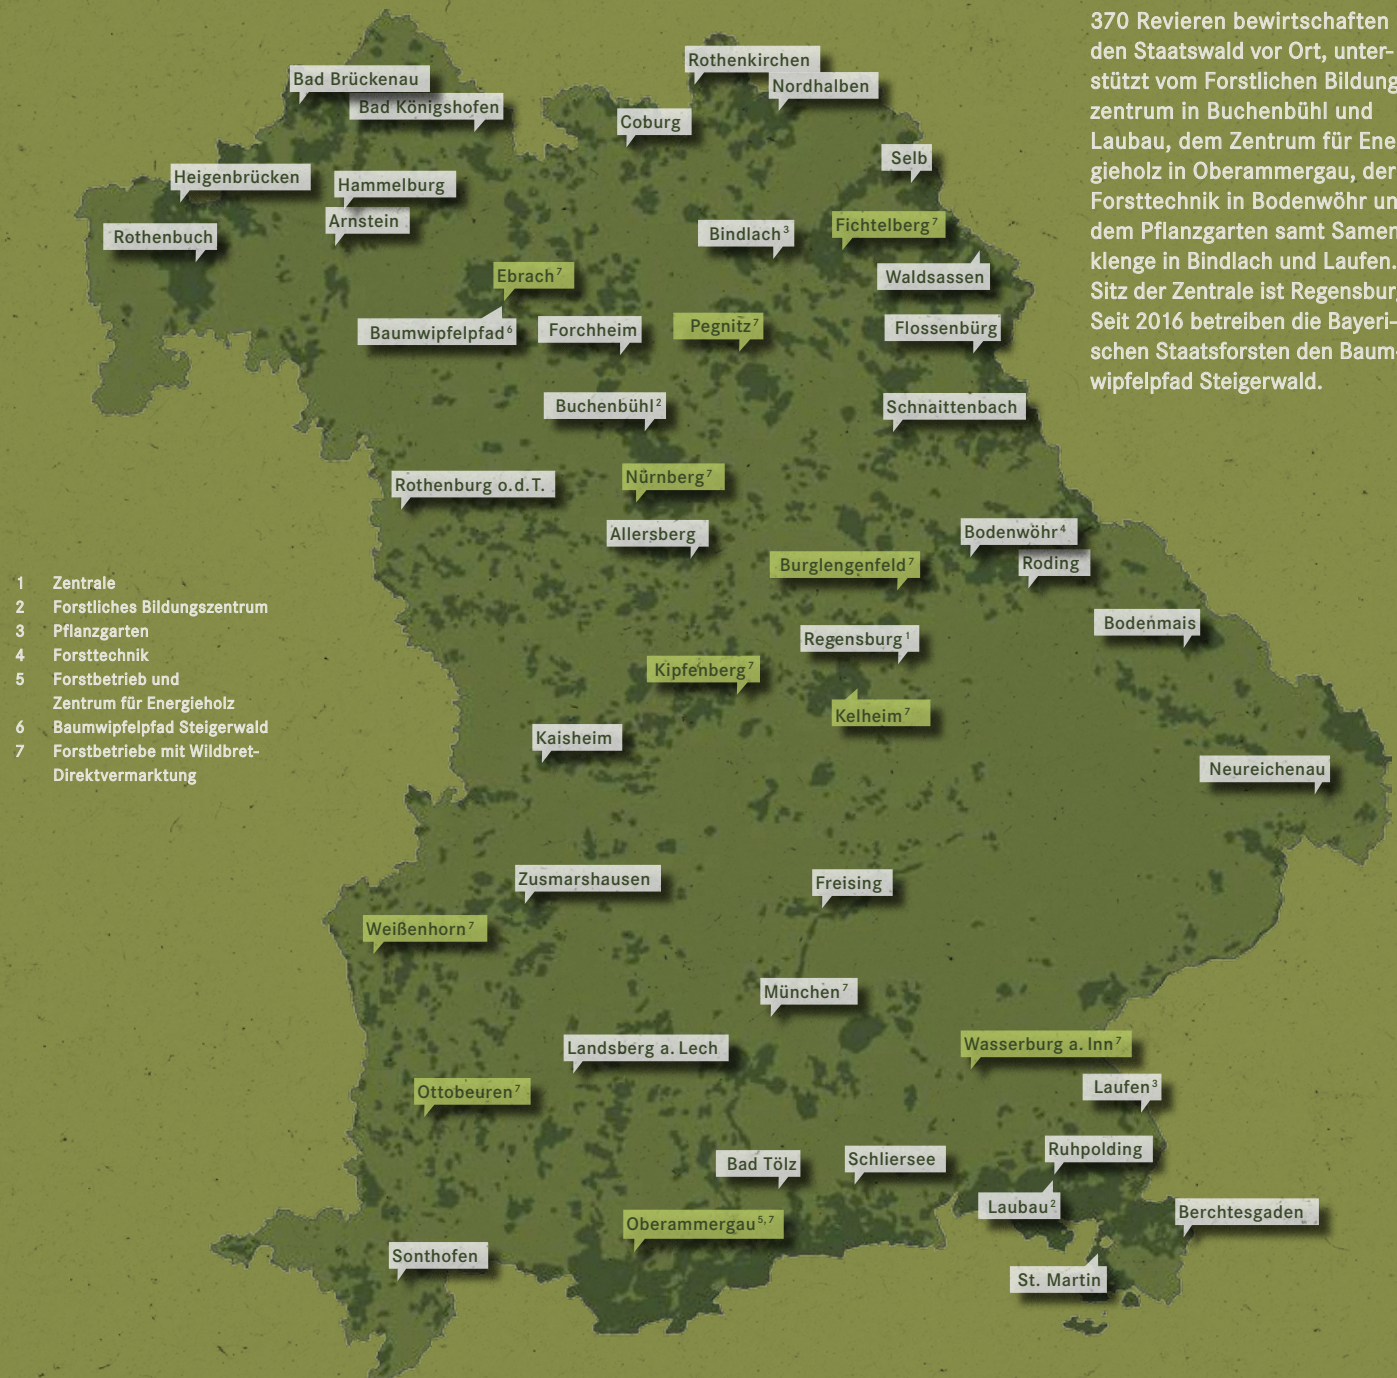 370 Revieren bewirtschaften
den Staatswald vor Ort, unter-
stützt vom Forstlichen Bildung
zentrum in Buchenbühl und
Laubau, dem Zentrum für Ene
gieholz in Oberammergau, der
Forsttechnik in Bodenwöhr un
dem Pflanzgarten samt Samen
klenge in Bindlach und Laufen.
Sitz der Zentrale ist Regensbur
Seit 2016 betreiben die Bayeri-
schen Staatsforsten den Baum-
wipfelpfad Steigerwald.
Rothenkirchen
Bad Brückenau
Nordhalben
Bad Königshofen
Coburg
Selb
Heigenbrücken
Hammelburg
Arnstein
Fichtelberg⁷
Bindlach³
Rothenbuch
Ebrach⁷
Waldsassen
Pegnitz⁷
Flossenbürg
Forchheim
Baumwipfelpfad⁶
Buchenbühl²
Schnaittenbach
Nürnberg⁷
Rothenburg o.d.T.
Bodenwöhr⁴
Allersberg
Roding
Burglengenfeld⁷
1 Zentrale
2 Forstliches Bildungszentrum
3 Pflanzgarten
4 Forsttechnik
5 Forstbetrieb und
Zentrum für Energieholz
6 Baumwipfelpfad Steigerwald
7 Forstbetriebe mit Wildbret-
Direktvermarktung
Bodenmais
Regensburg¹
Kipfenberg⁷
Kelheim⁷
Kaisheim
Neureichenau
Zusmarshausen
Freising
Weißenhorn⁷
München⁷
Wasserburg a. Inn⁷
Landsberg a. Lech
Laufen³
Ottobeuren⁷
Ruhpolding
Schliersee
Bad Tölz
Laubau²
Berchtesgaden
Oberammergau⁵,⁷
Sonthofen
St. Martin